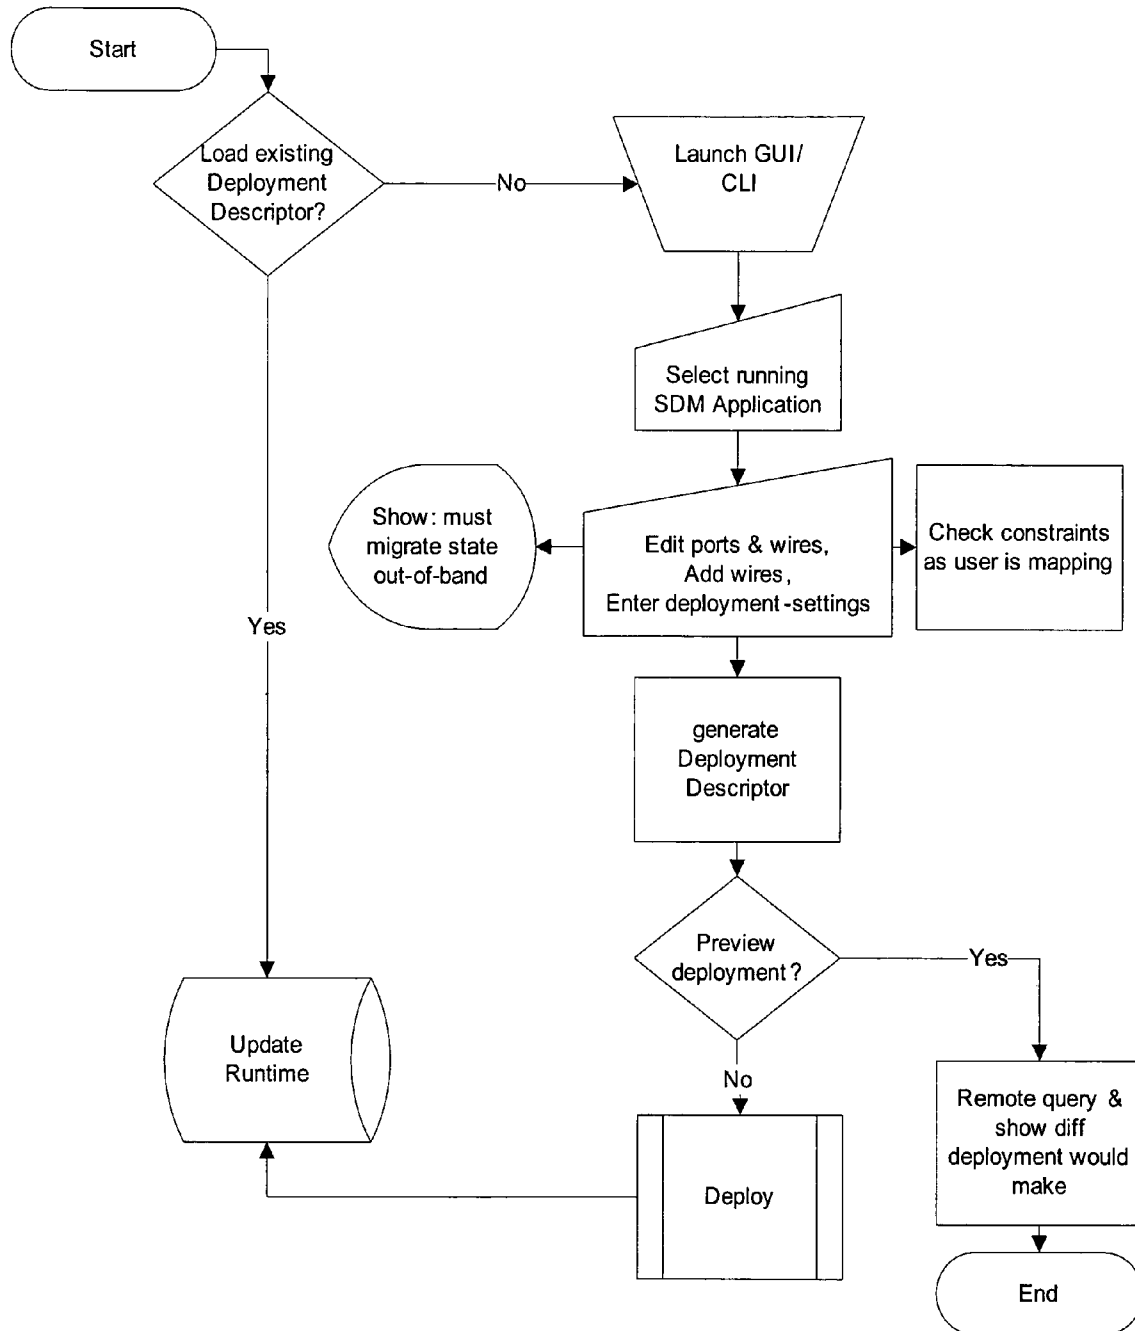 Start
Load existing
Deployment
Descriptor?
No
Launch GUI/
CLI
Select running
SDM Application
Show: must
migrate state
out-of-band
Edit ports & wires,
Add wires,
Enter deployment-settings
Check constraints
as user is mapping
Yes
generate
Deployment
Descriptor
Preview
deployment?
Yes
No
Update
Runtime
Deploy
Remote query &
show diff
deployment would
make
End